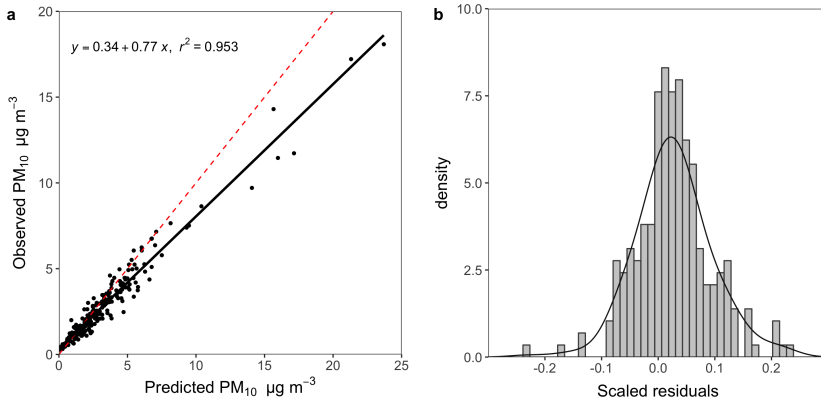 a
20
15
10
5
0
y = 0.34 + 0.77 x, r² = 0.953
Observed PM₁₀ µg m⁻³
0 5 10 15 20 25
Predicted PM₁₀ µg m⁻³
b
10.0
7.5
5.0
2.5
0.0
density
-0.2 -0.1 0.0 0.1 0.2
Scaled residuals